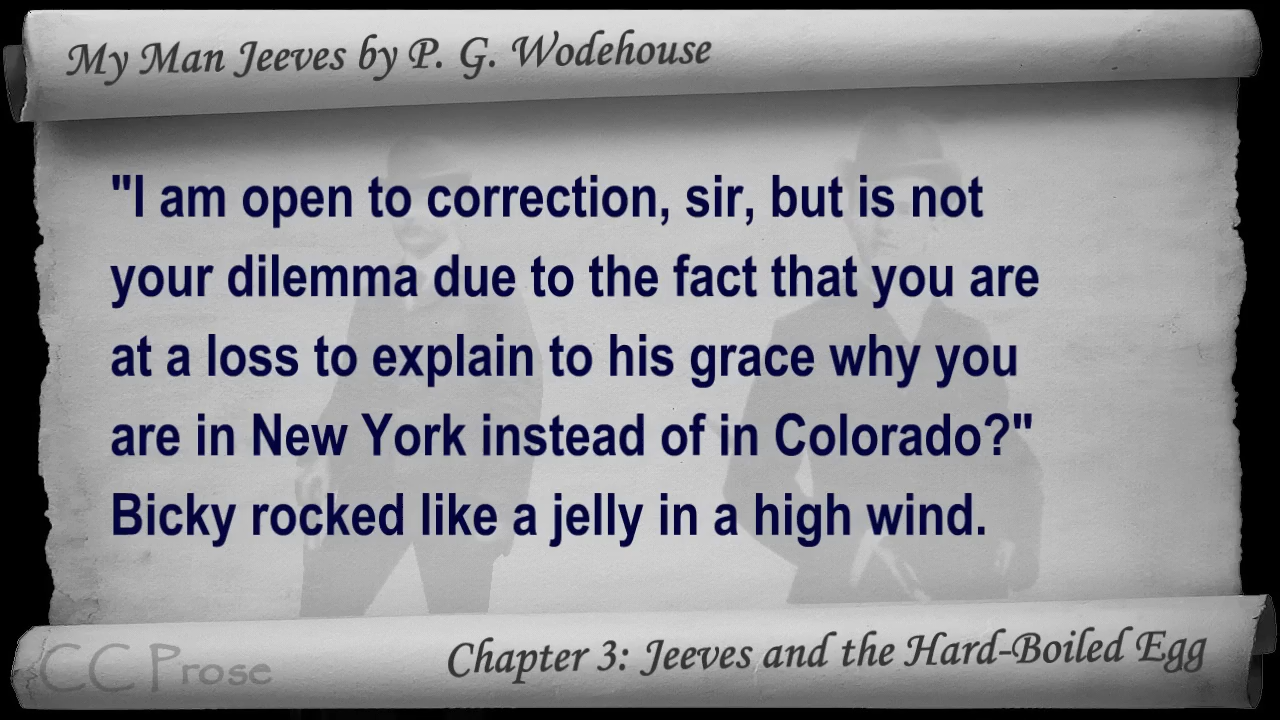 My Man Jeeves by P. G. Wodehouse
"I am open to correction, sir, but is not
your dilemma due to the fact that you are
at a loss to explain to his grace why you
are in New York instead of in Colorado?"
Bicky rocked like a jelly in a high wind.
CC Prose
Chapter 3: Jeeves and the Hard-Boiled Egg